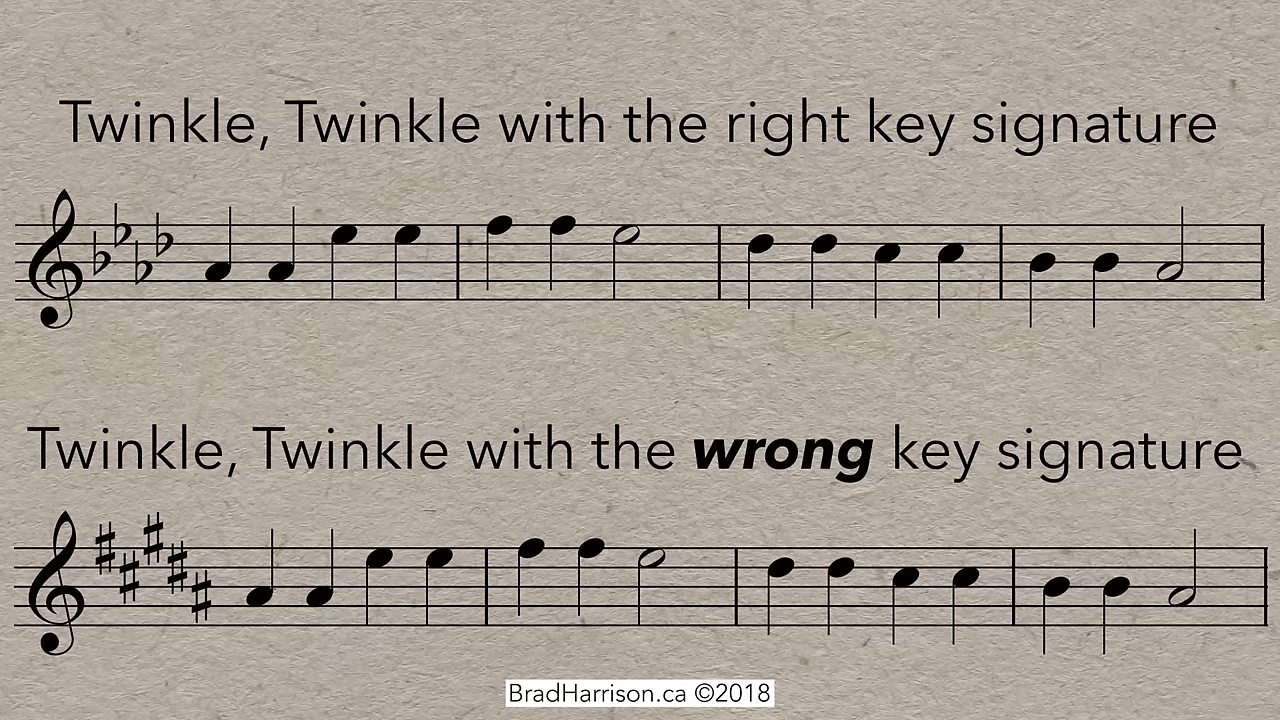 Twinkle, Twinkle with the right key signature
Twinkle, Twinkle with the wrong key signature
BradHarrison.ca ©2018